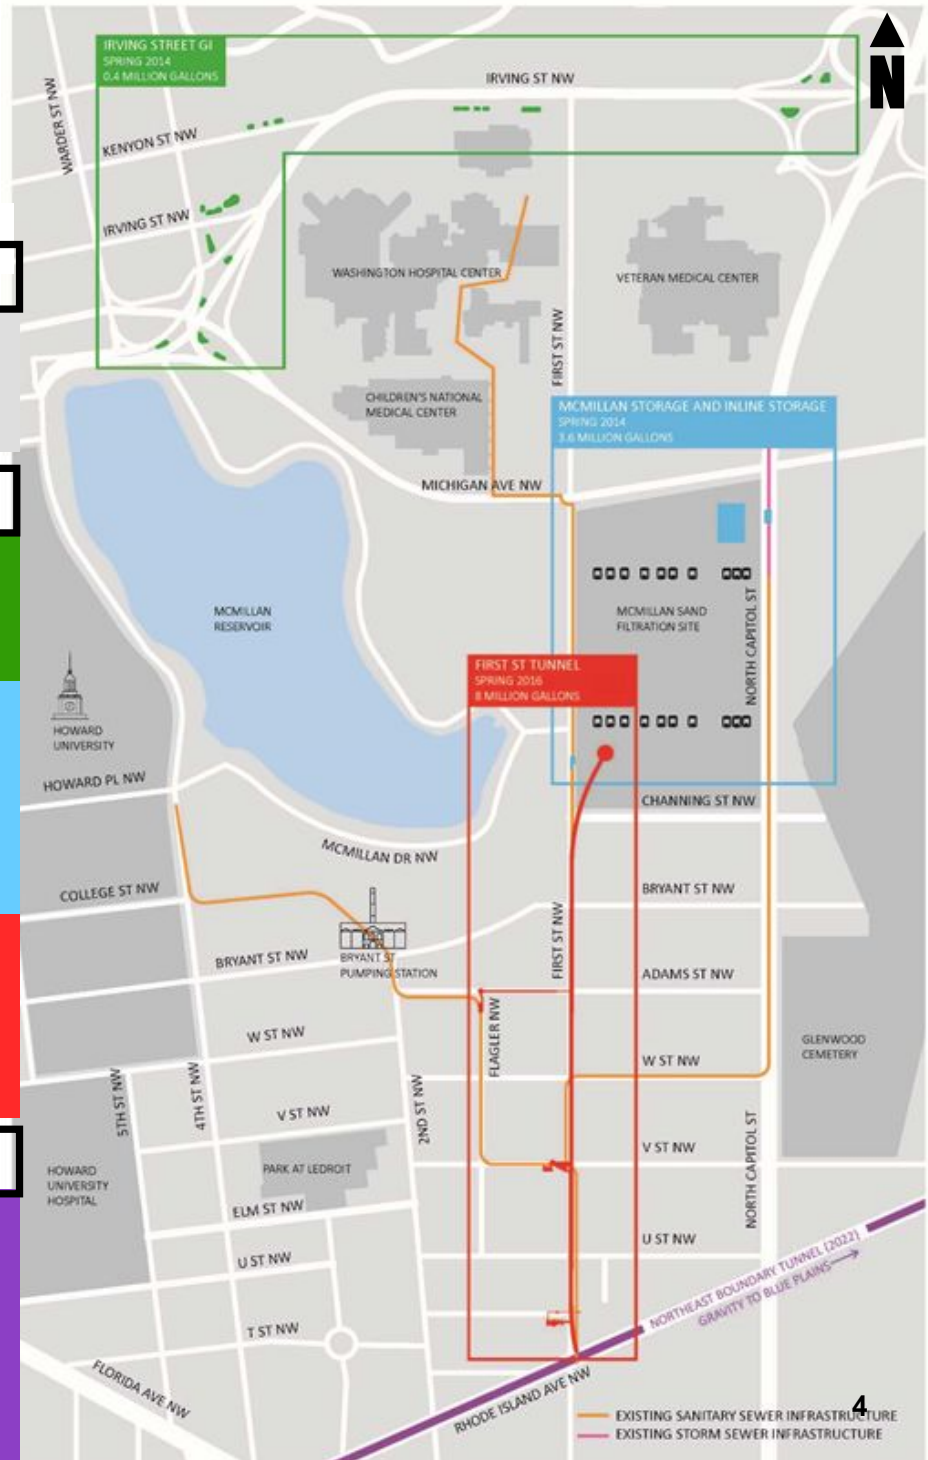 IRVING STREET GI
SPRING 2014
0.4 MILLION GALLONS
N
IRVING ST NW
WARDER ST NW
KENYON ST NW
IRVING ST NW
WASHINGTON HOSPITAL CENTER
VETERAN MEDICAL CENTER
FIRST ST NW
CHILDREN'S NATIONAL
MEDICAL CENTER
MCMILLAN STORAGE AND INLINE STORAGE
SPRING 2014
3.6 MILLION GALLONS
MICHIGAN AVE NW
MCMILLAN
RESERVOIR
MCMILLAN SAND
FILTRATION SITE
NORTH CAPITOL ST
FIRST ST TUNNEL
SPRING 2016
8 MILLION GALLONS
HOWARD
UNIVERSITY
HOWARD PL NW
CHANNING ST NW
MCMILLAN DR NW
COLLEGE ST NW
BRYANT ST NW
BRYANT ST
PUMPING STATION
BRYANT ST NW
FIRST ST NW
ADAMS ST NW
FLAGLER NW
W ST NW
W ST NW
GLENWOOD
CEMETERY
5TH ST NW
4TH ST NW
2ND ST NW
V ST NW
V ST NW
NORTH CAPITOL ST
HOWARD
UNIVERSITY
HOSPITAL
PARK AT LEDROIT
ELM ST NW
U ST NW
U ST NW
NORTHEAST BOUNDARY TUNNEL (2022)
GRAVITY TO BLUE PLAINS
T ST NW
FLORIDA AVE NW
RHODE ISLAND AVE NW
4
EXISTING SANITARY SEWER INFRASTRUCTURE
EXISTING STORM SEWER INFRASTRUCTURE